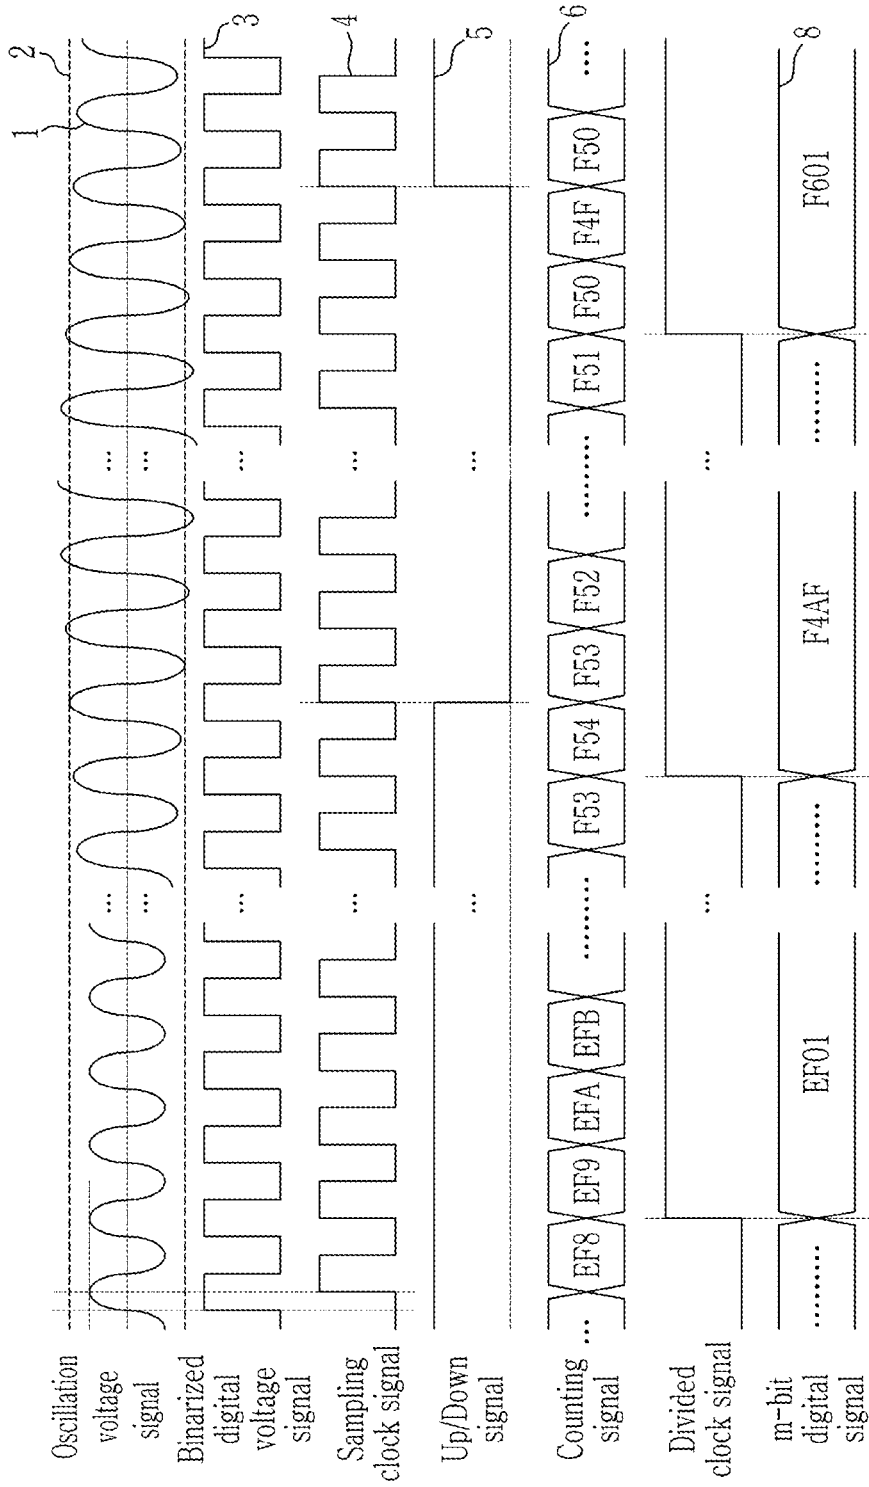 Oscillation
voltage
signal
1
2
Binarized
digital
voltage
signal
3
Sampling
clock signal
4
Up/Down
signal
5
Counting
signal
EF8 EF9 EFA EFB F53 F54 F53 F52 F51 F50 F4F F50
6
Divided
clock signal
m-bit
digital
signal
EF01 F4AF F601
8